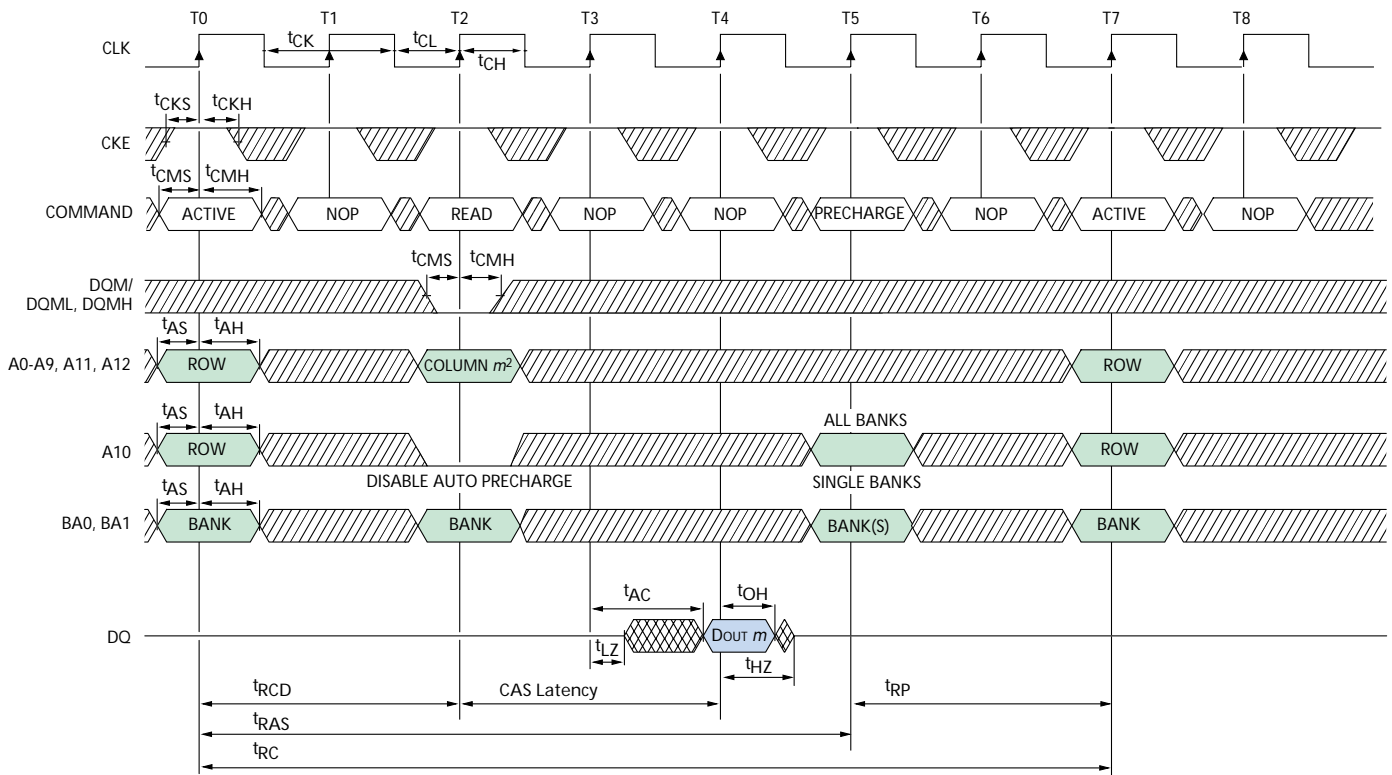 T0 T1 T2 T3 T4 T5 T6 T7 T8
CLK
tCK tCL
tCH
tCKS tCKH
CKE
tCMS tCMH
COMMAND ACTIVE NOP READ NOP NOP PRECHARGE NOP ACTIVE NOP
tCMS tCMH
DQM/
DQML, DQMH
tAS tAH
A0-A9, A11, A12 ROW COLUMN m2 ROW
tAS tAH ALL BANKS
A10 ROW ROW
DISABLE AUTO PRECHARGE SINGLE BANKS
tAS tAH
BA0, BA1 BANK BANK BANK(S) BANK
tAC tOH
DQ DOUT m
tLZ tHZ
tRCD CAS Latency tRP
tRAS
tRC